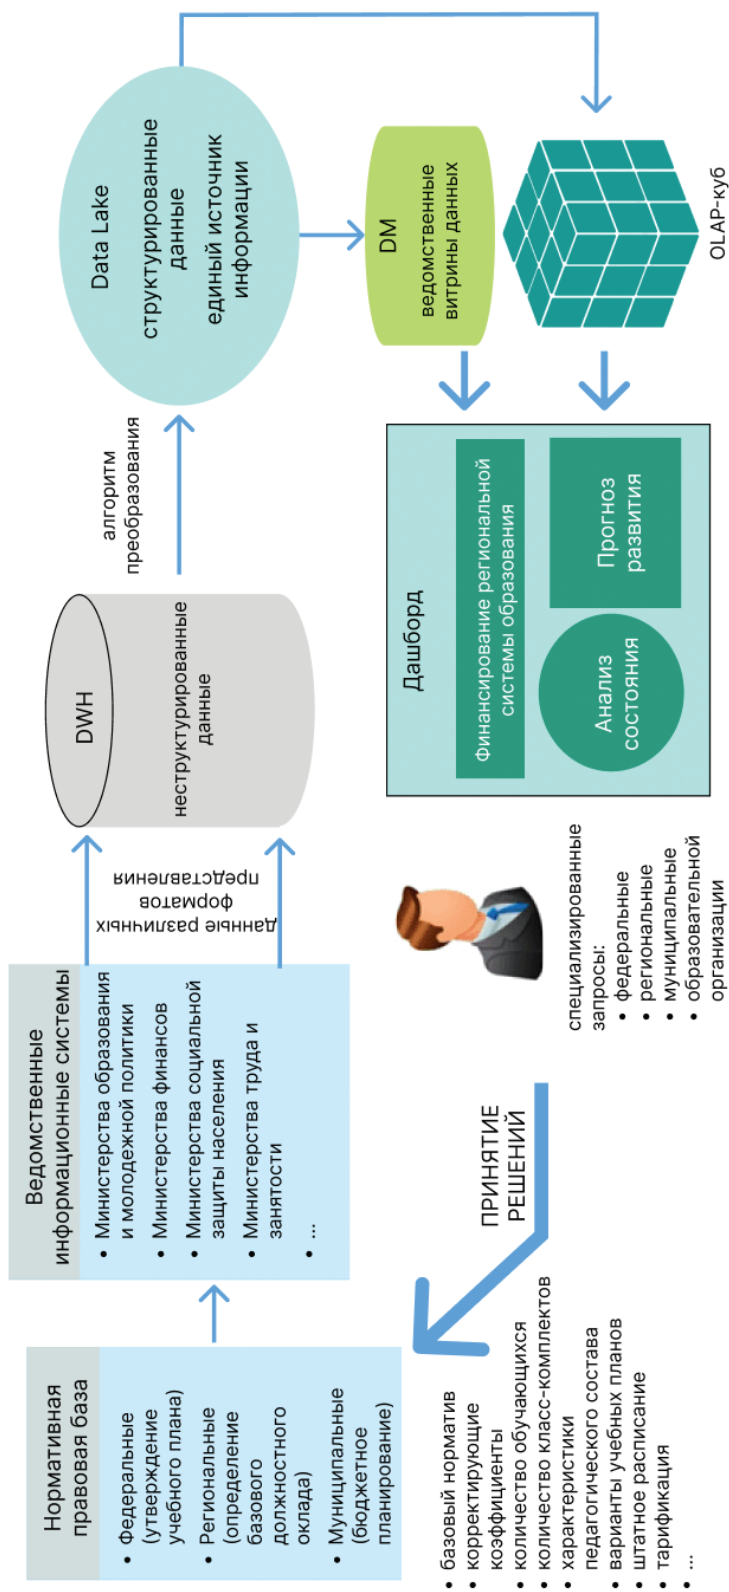 Нормативная
правовая база
• Федеральные
(утверждение
учебного плана)
• Региональные
(определение
базового
должностного
оклада)
• Муниципальные
(бюджетное
планирование)
Ведомственные
информационные системы
• Министерства образования
и молодежной политики
• Министерства финансов
• Министерства социальной
защиты населения
• Министерства труда и
занятости
• ...
данные различных
форматов
представления
DWH
неструктурированные
данные
алгоритм
преобразования
Data Lake
структурированные
данные
единый источник
информации
DM
ведомственные
витрины данных
OLAP-куб
Дашборд
Финансирование региональной
системы образования
Анализ
состояния
Прогноз
развития
специализированные
запросы:
• федеральные
• региональные
• муниципальные
• образовательной
организации
ПРИНЯТИЕ
РЕШЕНИЙ
• базовый норматив
• корректирующие
коэффициенты
• количество обучающихся
• количество класс-комплектов
• характеристики
педагогического состава
• варианты учебных планов
• штатное расписание
• тарификация
• ...